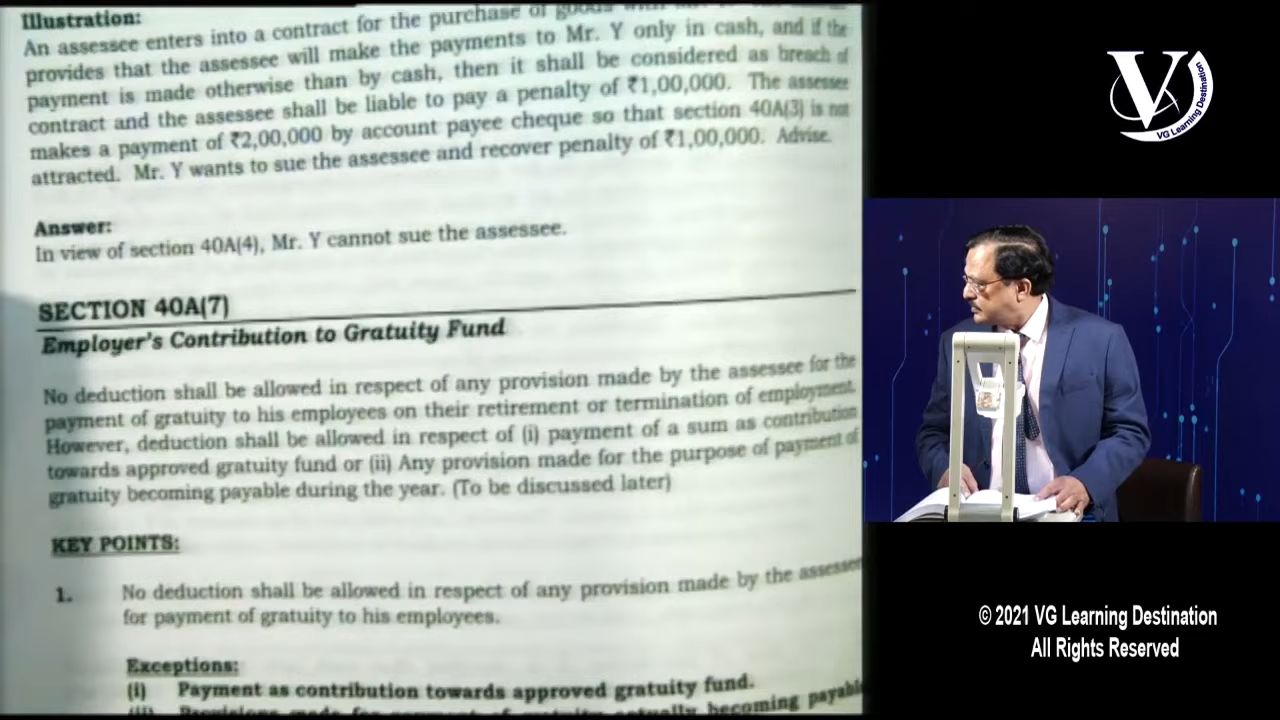 Illustration:
An assessee enters into a contract for the purchase of goods with
provides that the assessee will make the payments to Mr. Y only in cash, and if the
payment is made otherwise than by cash, then it shall be considered as breach of
contract and the assessee shall be liable to pay a penalty of ₹1,00,000. The assessee
makes a payment of ₹2,00,000 by account payee cheque so that section 40A(3) is not
attracted. Mr. Y wants to sue the assessee and recover penalty of ₹1,00,000. Advise.
Answer:
In view of section 40A(4), Mr. Y cannot sue the assessee.
SECTION 40A(7)
Employer's Contribution to Gratuity Fund
No deduction shall be allowed in respect of any provision made by the assessee for the
payment of gratuity to his employees on their retirement or termination of employment.
However, deduction shall be allowed in respect of (i) payment of a sum as contribution
towards approved gratuity fund or (ii) Any provision made for the purpose of payment of
gratuity becoming payable during the year. (To be discussed later)
KEY POINTS:
1. No deduction shall be allowed in respect of any provision made by the assessee
for payment of gratuity to his employees.
Exceptions:
(i) Payment as contribution towards approved gratuity fund.
(ii) Provisions made for payment of gratuity actually becoming payable
V
VG Learning Destination
© 2021 VG Learning Destination
All Rights Reserved